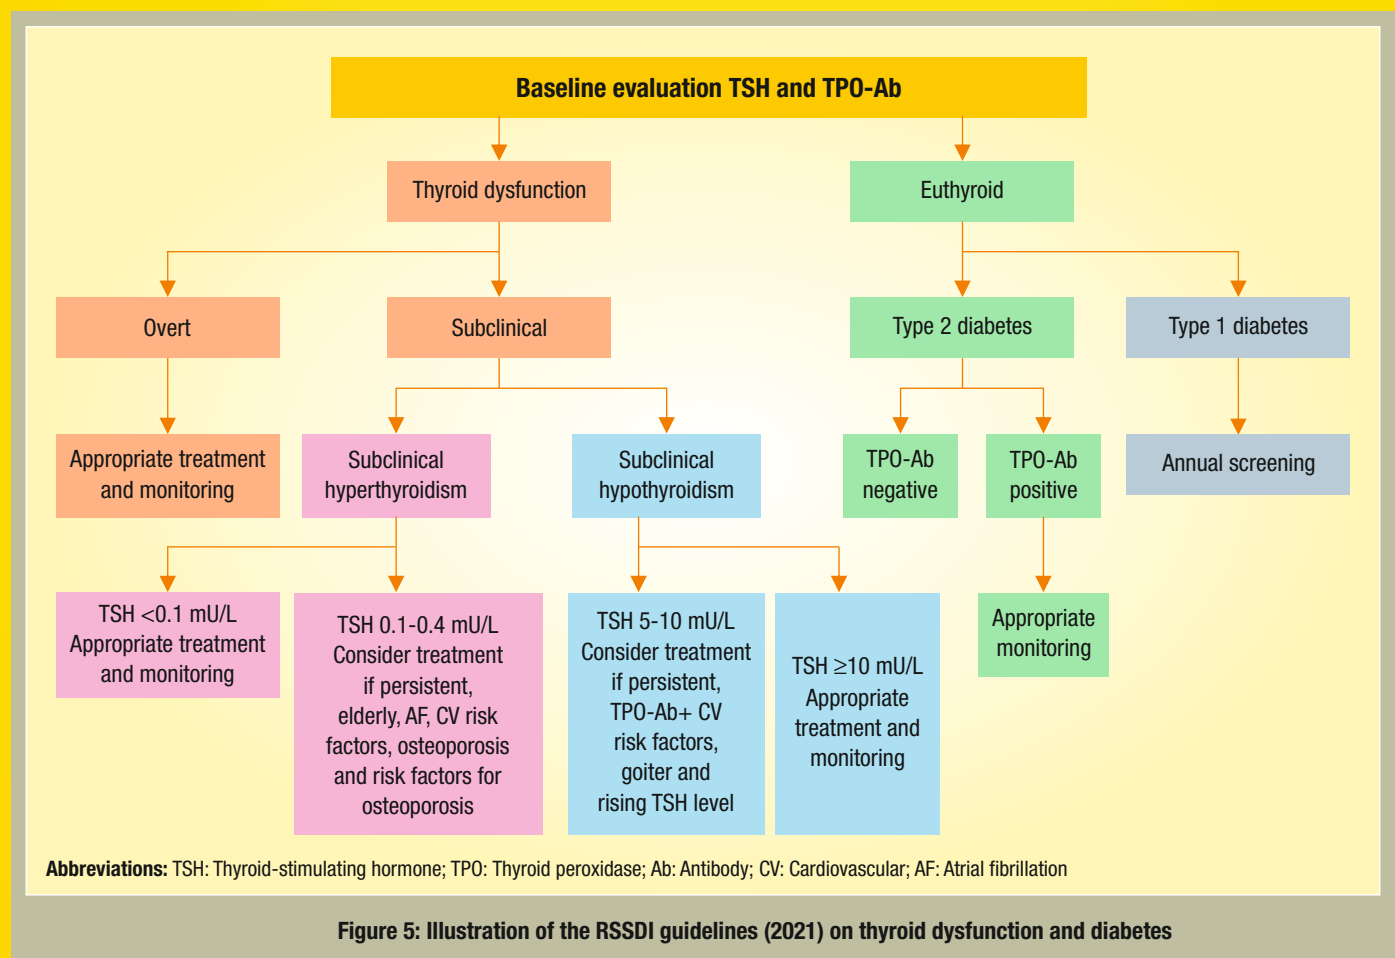 Baseline evaluation TSH and TPO-Ab
Thyroid dysfunction
Euthyroid
Overt
Subclinical
Type 2 diabetes
Type 1 diabetes
Appropriate treatment
and monitoring
Subclinical
hyperthyroidism
Subclinical
hypothyroidism
TPO-Ab
negative
TPO-Ab
positive
Annual screening
TSH <0.1 mU/L
Appropriate treatment
and monitoring
TSH 0.1-0.4 mU/L
Consider treatment
if persistent,
elderly, AF, CV risk
factors, osteoporosis
and risk factors for
osteoporosis
TSH 5-10 mU/L
Consider treatment
if persistent,
TPO-Ab+ CV
risk factors,
goiter and
rising TSH level
TSH ≥10 mU/L
Appropriate
treatment and
monitoring
Appropriate
monitoring
Abbreviations: TSH: Thyroid-stimulating hormone; TPO: Thyroid peroxidase; Ab: Antibody; CV: Cardiovascular; AF: Atrial fibrillation
Figure 5: Illustration of the RSSDI guidelines (2021) on thyroid dysfunction and diabetes